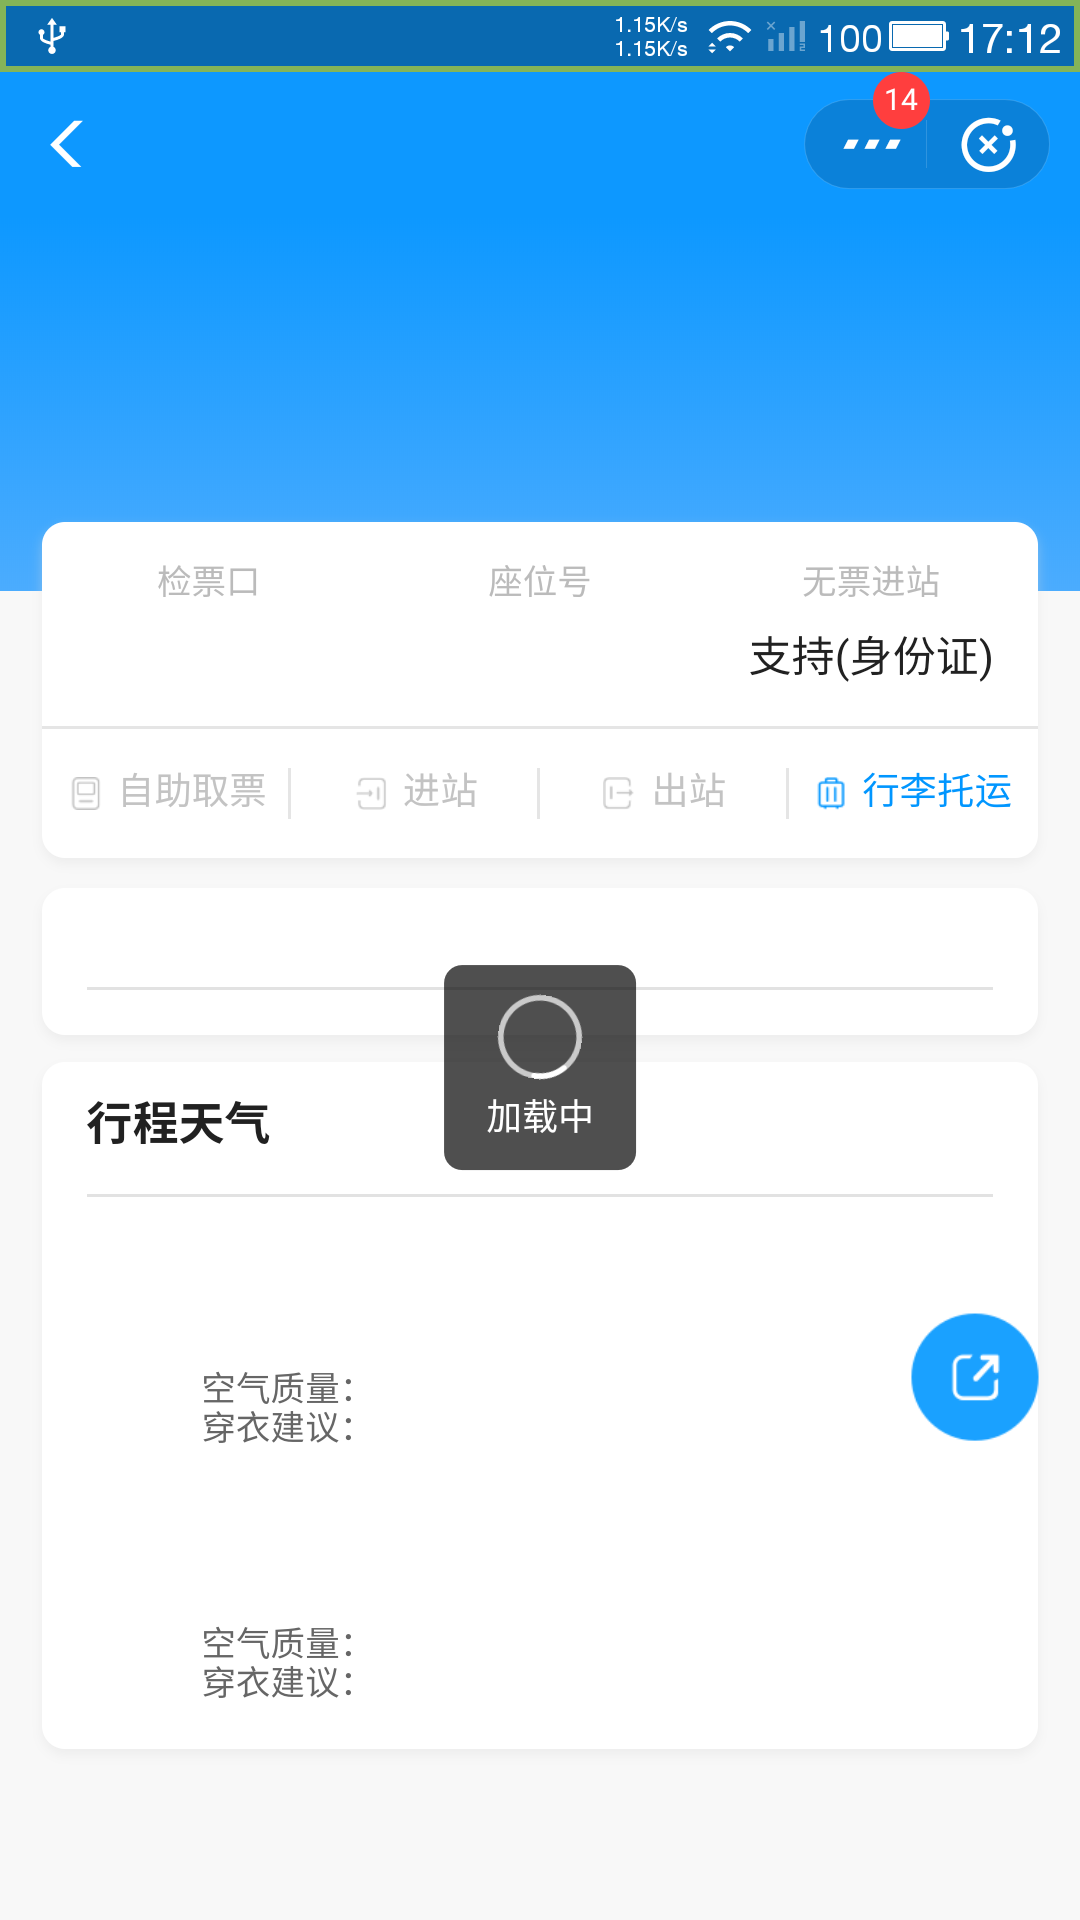 1.15K/s
1.15K/s
100
17:12
14
检票口 座位号 无票进站
支持(身份证)
自助取票 进站 出站 行李托运
加载中
行程天气
空气质量：
穿衣建议：
空气质量：
穿衣建议：